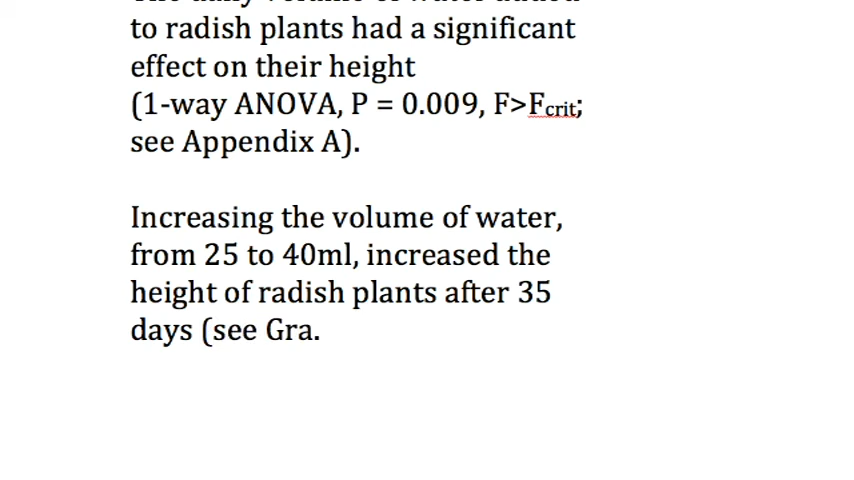 to radish plants had a significant
effect on their height
(1-way ANOVA, P = 0.009, F>Fcrit;
see Appendix A).
Increasing the volume of water,
from 25 to 40ml, increased the
height of radish plants after 35
days (see Gra.